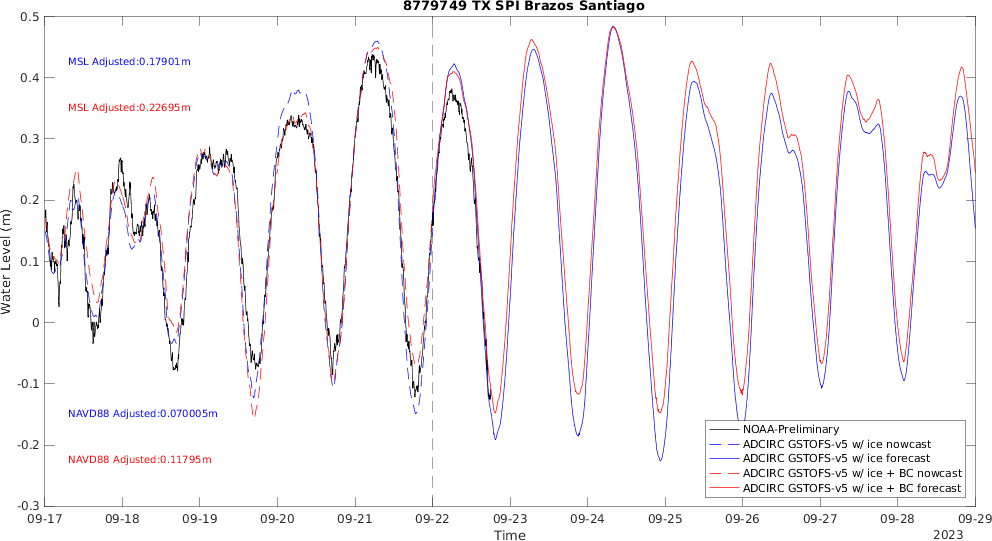 8779749 TX SPI Brazos Santiago
0.5
0.4
0.3
0.2
0.1
0
-0.1
-0.2
-0.3
Water Level (m)
MSL Adjusted:0.17901m
MSL Adjusted:0.22695m
NAVD88 Adjusted:0.070005m
NAVD88 Adjusted:0.11795m
NOAA-Preliminary
ADCIRC GSTOFS-v5 w/ ice nowcast
ADCIRC GSTOFS-v5 w/ ice forecast
ADCIRC GSTOFS-v5 w/ ice + BC nowcast
ADCIRC GSTOFS-v5 w/ ice + BC forecast
09-17 09-18 09-19 09-20 09-21 09-22 09-23 09-24 09-25 09-26 09-27 09-28 09-29
Time
2023